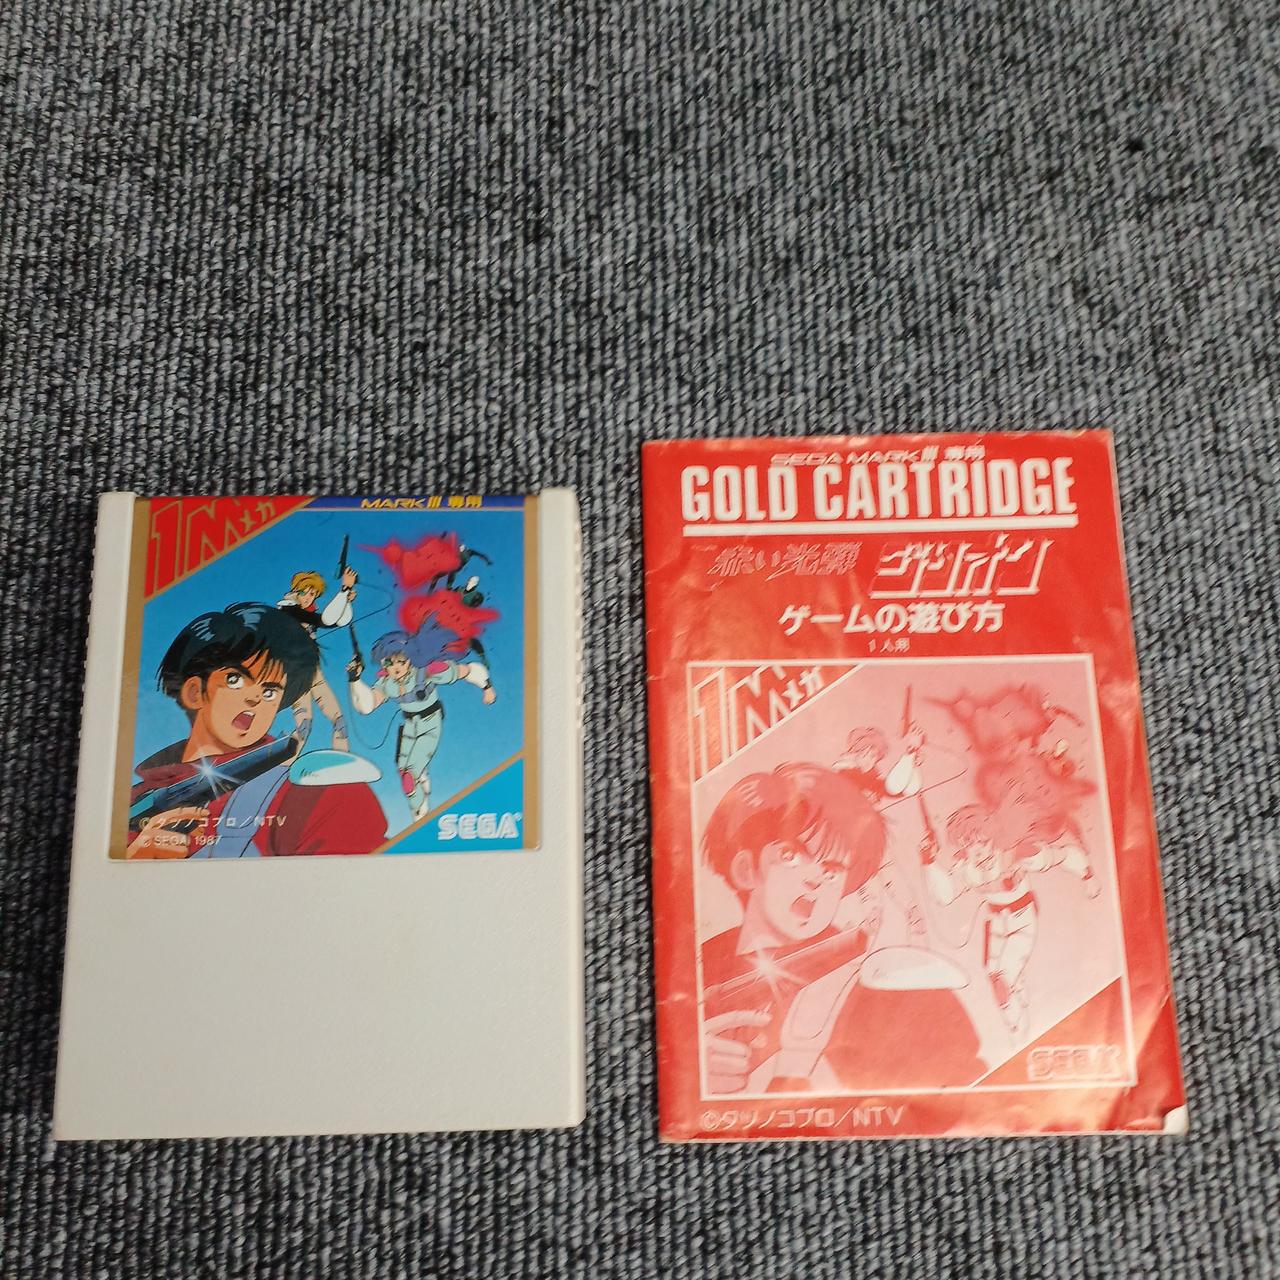 1Mメガ
MARK III 専用
©タツノコプロ/NTV
© SEGA 1987
SEGA
SEGA MARK III 専用
GOLD CARTRIDGE
赤い光弾 ジリオン
ゲームの遊び方
1人用
1Mメガ
SEGA
©タツノコプロ/NTV